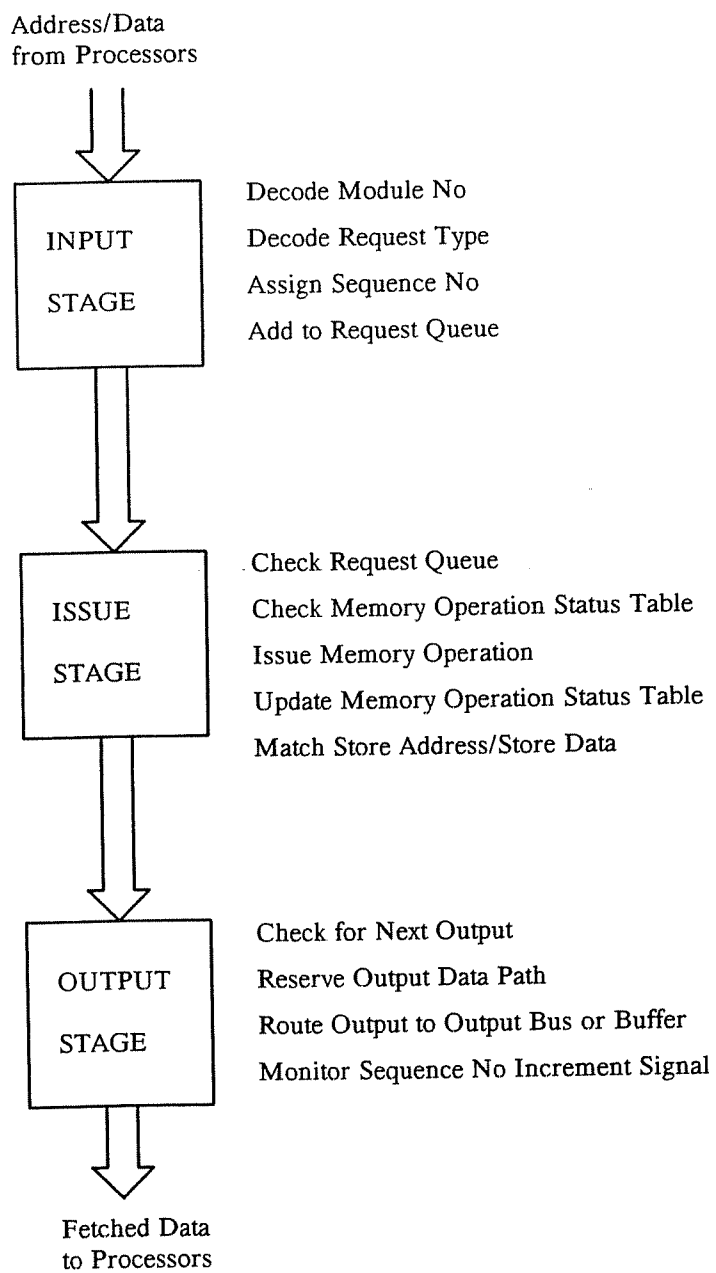 Address/Data
from Processors
INPUT
STAGE
Decode Module No
Decode Request Type
Assign Sequence No
Add to Request Queue
ISSUE
STAGE
Check Request Queue
Check Memory Operation Status Table
Issue Memory Operation
Update Memory Operation Status Table
Match Store Address/Store Data
OUTPUT
STAGE
Check for Next Output
Reserve Output Data Path
Route Output to Output Bus or Buffer
Monitor Sequence No Increment Signal
Fetched Data
to Processors